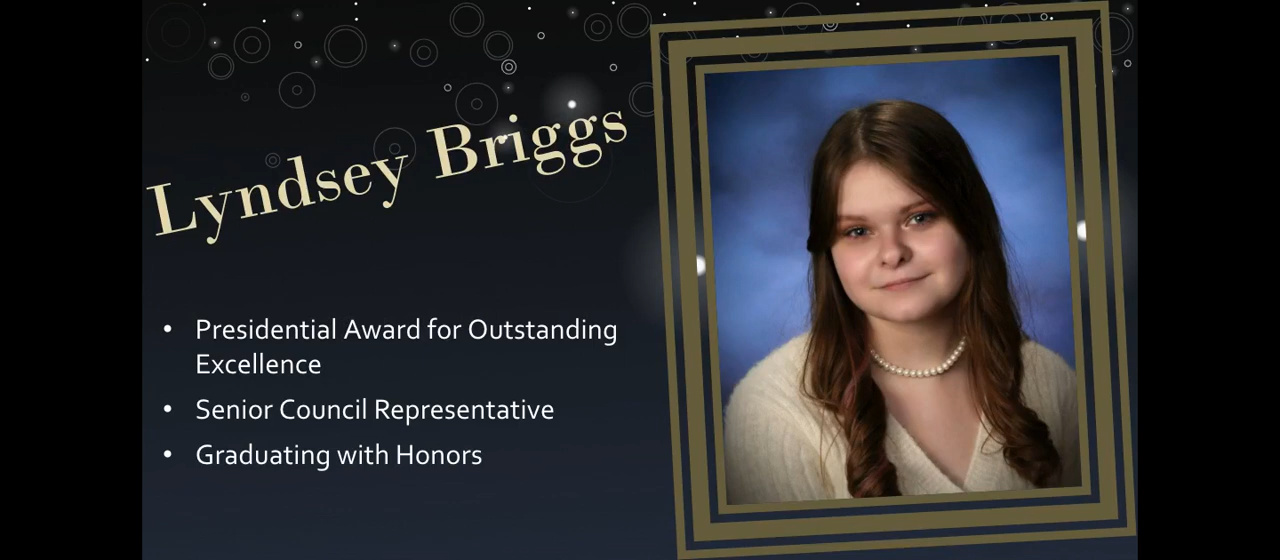 Lyndsey Briggs
• Presidential Award for Outstanding
Excellence
• Senior Council Representative
• Graduating with Honors